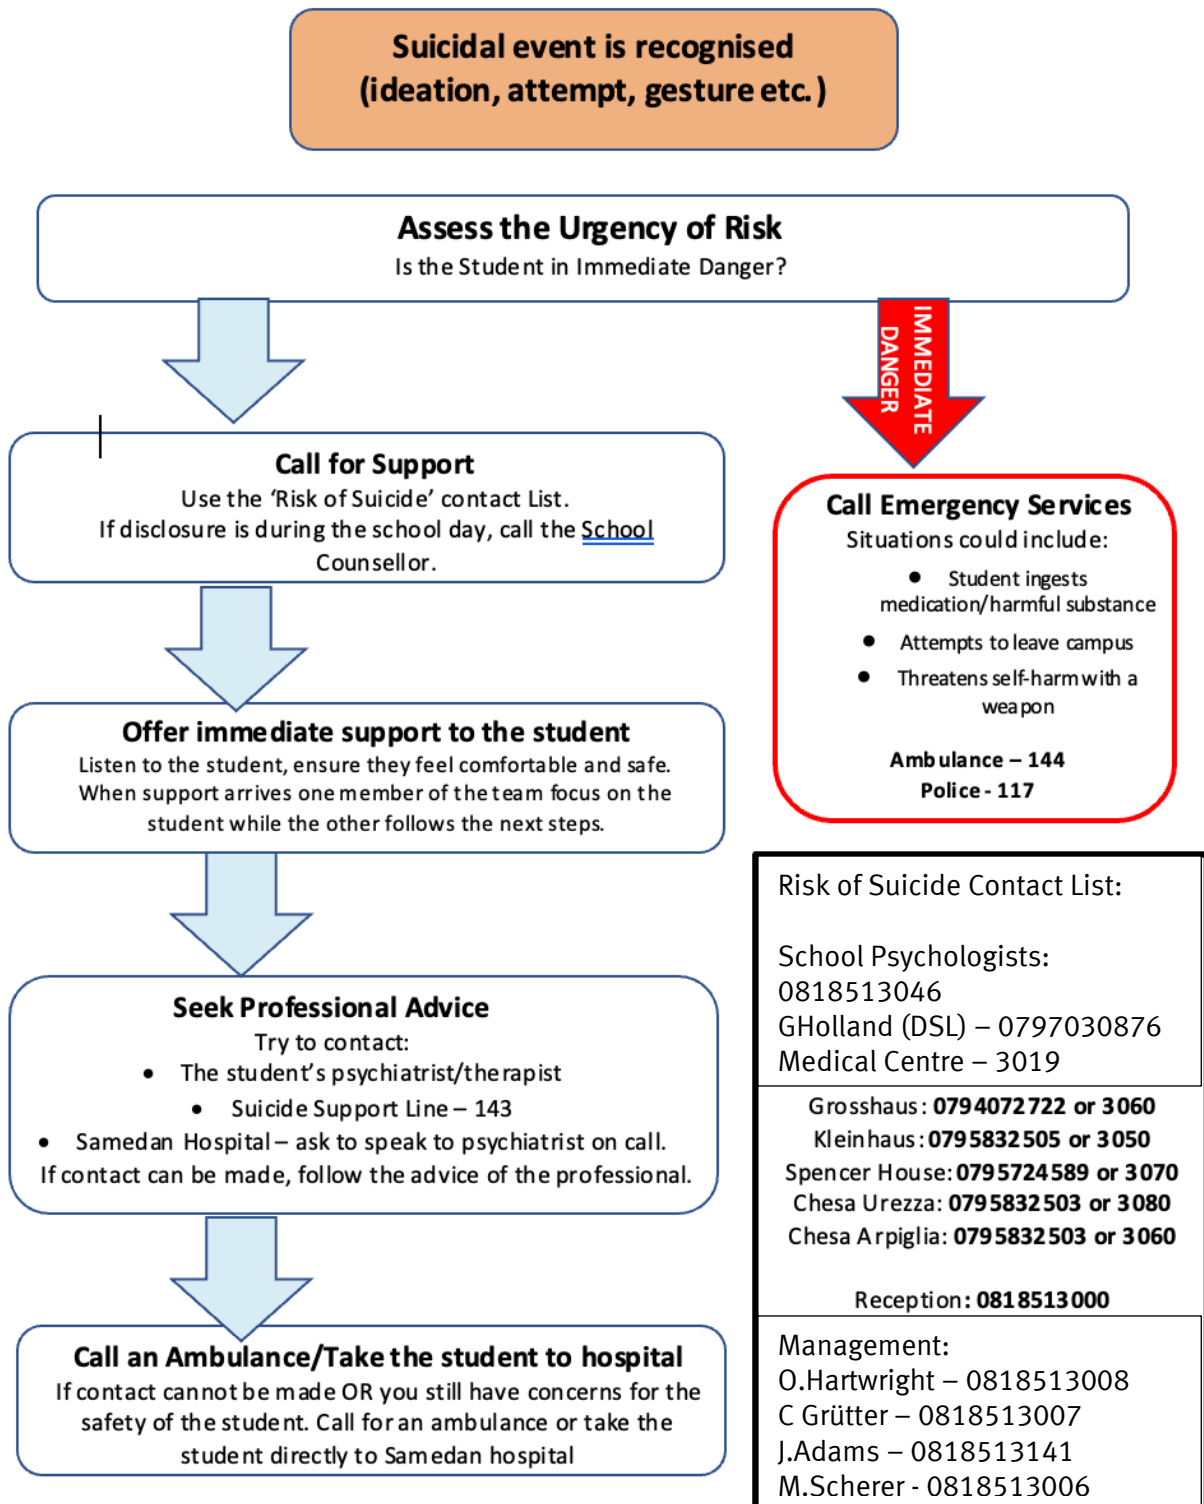 Suicidal event is recognised
(ideation, attempt, gesture etc.)
Assess the Urgency of Risk
Is the Student in Immediate Danger?
IMMEDIATE
DANGER
Call for Support
Use the ‘Risk of Suicide’ contact List.
If disclosure is during the school day, call the School
Counsellor.
Call Emergency Services
Situations could include:
● Student ingests
medication/harmful substance
● Attempts to leave campus
● Threatens self-harm with a
weapon
Ambulance – 144
Police - 117
Offer immediate support to the student
Listen to the student, ensure they feel comfortable and safe.
When support arrives one member of the team focus on the
student while the other follows the next steps.
Seek Professional Advice
Try to contact:
• The student’s psychiatrist/therapist
• Suicide Support Line – 143
• Samedan Hospital – ask to speak to psychiatrist on call.
If contact can be made, follow the advice of the professional.
Call an Ambulance/Take the student to hospital
If contact cannot be made OR you still have concerns for the
safety of the student. Call for an ambulance or take the
student directly to Samedan hospital
Risk of Suicide Contact List:
School Psychologists:
0818513046
GHolland (DSL) – 0797030876
Medical Centre – 3019
Grosshaus: 0794072722 or 3060
Kleinhaus: 0795832505 or 3050
Spencer House: 0795724589 or 3070
Chesa Urezza: 0795832503 or 3080
Chesa Arpiglia: 0795832503 or 3060
Reception: 0818513000
Management:
O.Hartwright – 0818513008
C Grütter – 0818513007
J.Adams – 0818513141
M.Scherer - 0818513006